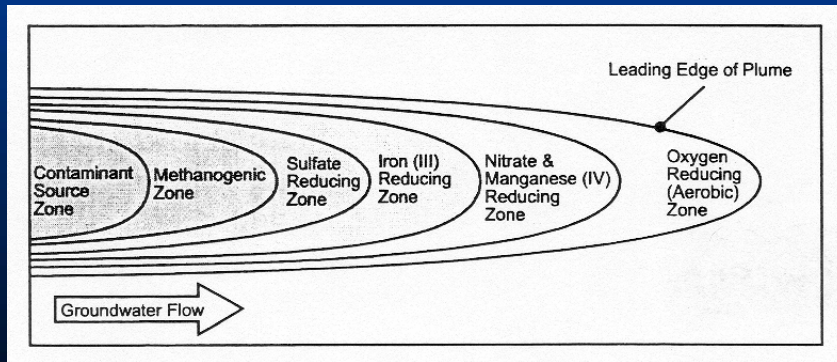 Leading Edge of Plume
Contaminant
Source
Zone
Methanogenic
Zone
Sulfate
Reducing
Zone
Iron (III)
Reducing
Zone
Nitrate &
Manganese (IV)
Reducing
Zone
Oxygen
Reducing
(Aerobic)
Zone
Groundwater Flow